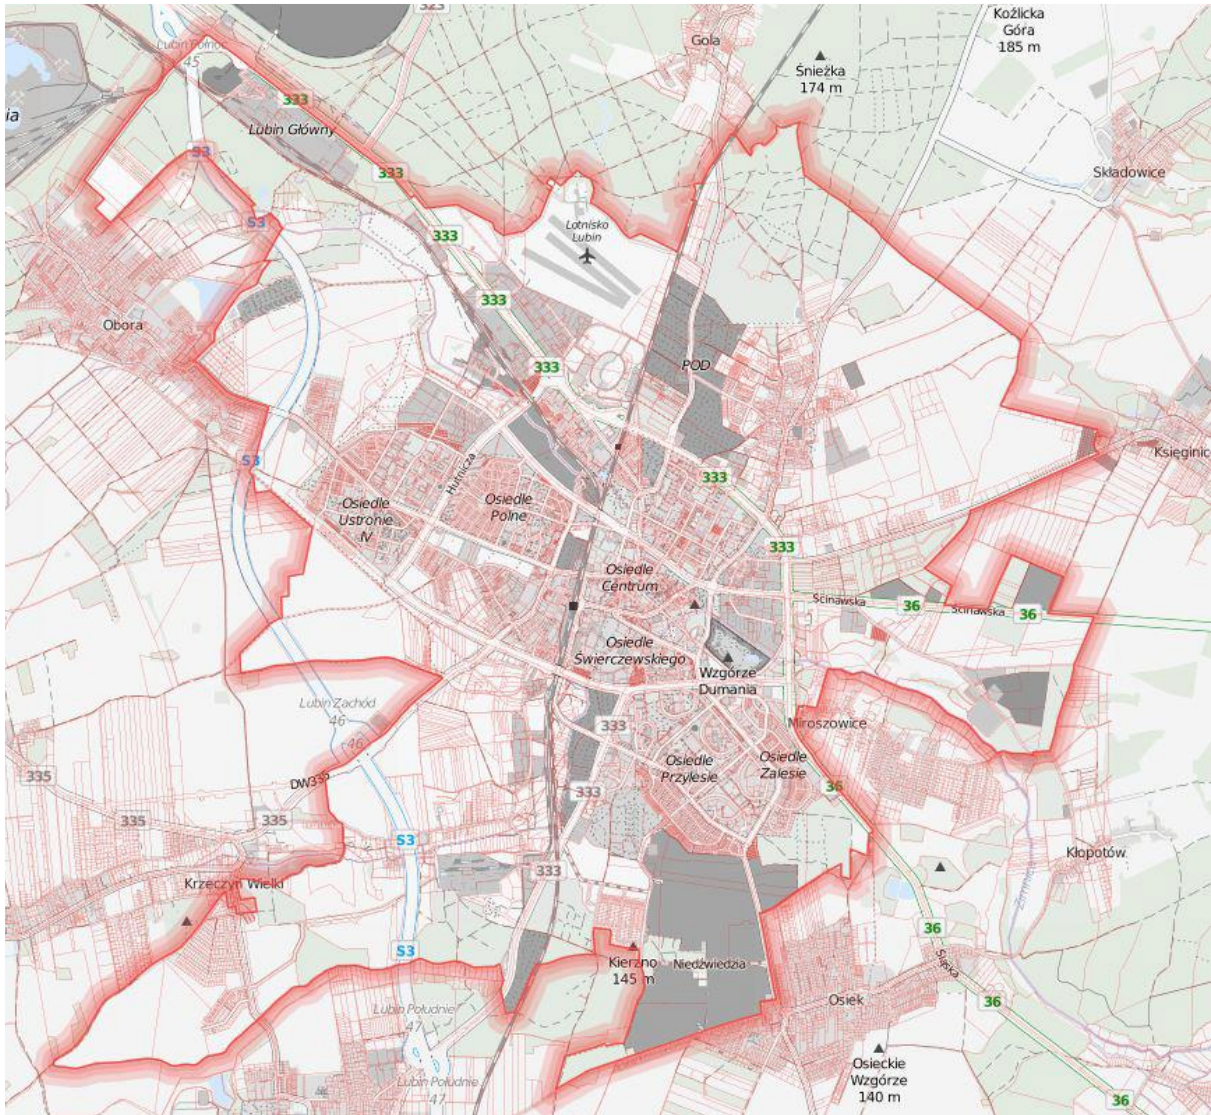 323
Koźlicka
Góra
185 m
Lubin Północ
45
Gola
Śnieżka
174 m
ia
333
Lubin Główny
S3
333
Składowice
S3
333
Lotnisko
Lubin
333
Obora
333
POD
Księginic
S3
Hutnicza
333
Osiedle
Ustronie
IV
Osiedle
Polne
333
Osiedle
Centrum
Ścinawska
36
Ścinawska
36
Osiedle
Świerczewskiego
Wzgórze
Dumania
Lubin Zachód
46
46
333
Miroszowice
Osiedle
Przylesie
Osiedle
Zalesie
335
DW335
333
36
335
335
S3
Kłopotów
333
Krzeczyn Wielki
Zimnica
36
S3
Kierzno
145 m
Niedźwiedzia
Śląska
Osiek
36
Lubin Południe
47
Osieckie
Wzgórze
140 m
Lubin Południe
47
36